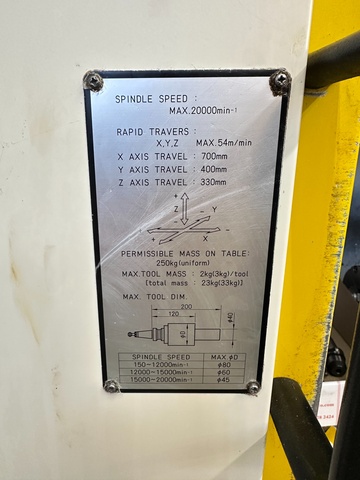 SPINDLE SPEED :
MAX.20000min-1
RAPID TRAVERS :
X,Y,Z MAX.54m/min
X AXIS TRAVEL : 700mm
Y AXIS TRAVEL : 400mm
Z AXIS TRAVEL : 330mm
+
- -
Z Y
+ X
- +
PERMISSIBLE MASS ON TABLE:
250kg(uniform)
MAX.TOOL MASS : 2kg(3kg)/tool
[total mass : 23kg(33kg)]
MAX. TOOL DIM.
200
120
φD φ40
SPINDLE SPEED MAX.φD
150-12000min-1 φ80
12000-15000min-1 φ60
15000-20000min-1 φ45